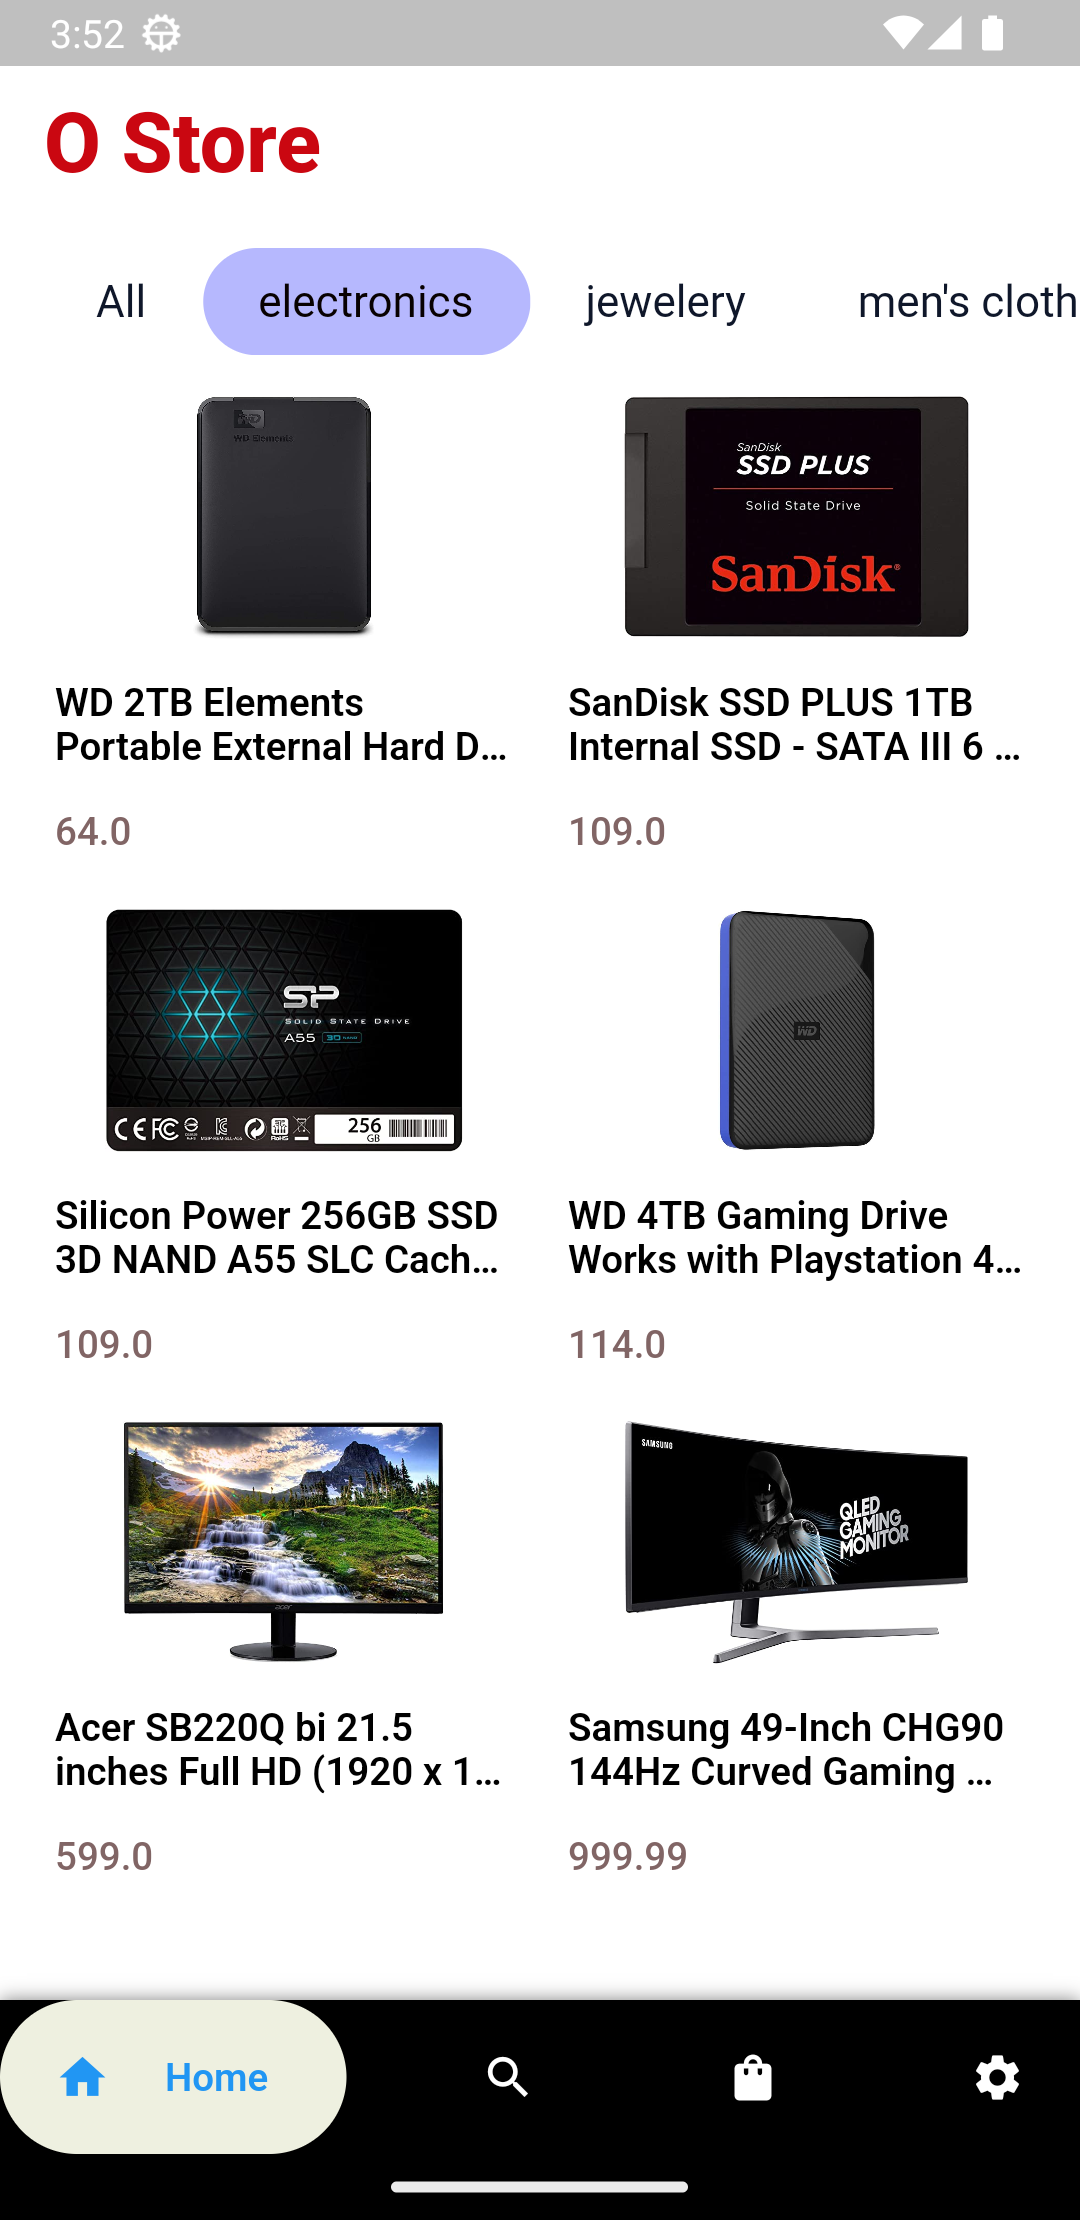 3:52
O Store
All electronics jewelery men's cloth
WD Elements
SanDisk
SSD PLUS
Solid State Drive
SanDisk
WD 2TB Elements
Portable External Hard D...
64.0
SanDisk SSD PLUS 1TB
Internal SSD - SATA III 6 ...
109.0
SP
SOLID STATE DRIVE
A55 3D NAND
256
GB
WD
Silicon Power 256GB SSD
3D NAND A55 SLC Cach...
109.0
WD 4TB Gaming Drive
Works with Playstation 4...
114.0
acer
SAMSUNG
QLED
GAMING
MONITOR
Acer SB220Q bi 21.5
inches Full HD (1920 x 1...
599.0
Samsung 49-Inch CHG90
144Hz Curved Gaming ...
999.99
Home